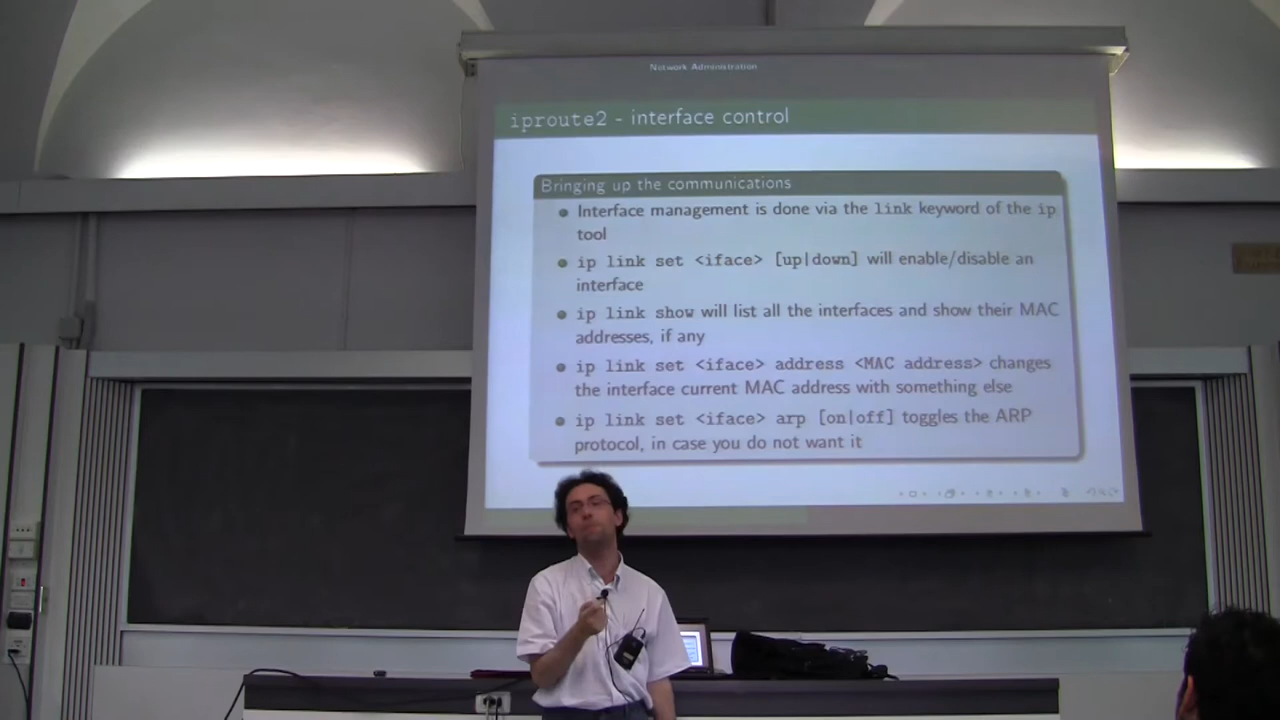 Network Administration
iproute2 - interface control
Bringing up the communications
Interface management is done via the link keyword of the ip
tool
ip link set <iface> [up|down] will enable/disable an
interface
ip link show will list all the interfaces and show their MAC
addresses, if any
ip link set <iface> address <MAC address> changes
the interface current MAC address with something else
ip link set <iface> arp [on|off] toggles the ARP
protocol, in case you do not want it